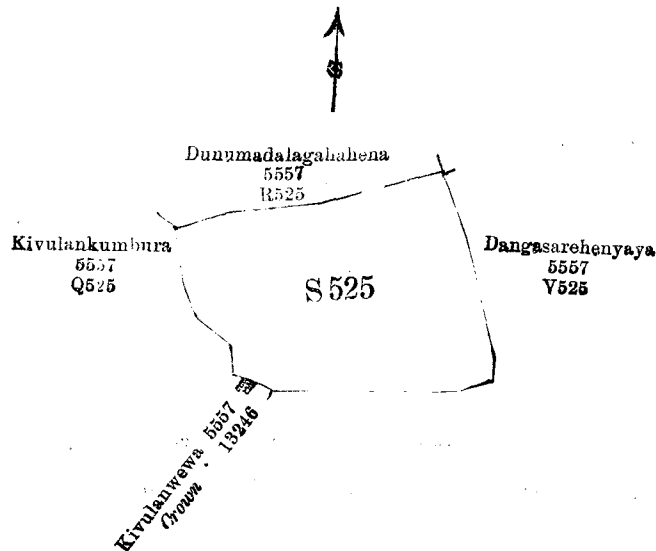 Dunumadalagahahena
5557
R525
Kivulankumbura
5557
Q525
S 525
Dangasarehenyaya
5557
V525
Kivulanwewa 5557
Crown · 13246